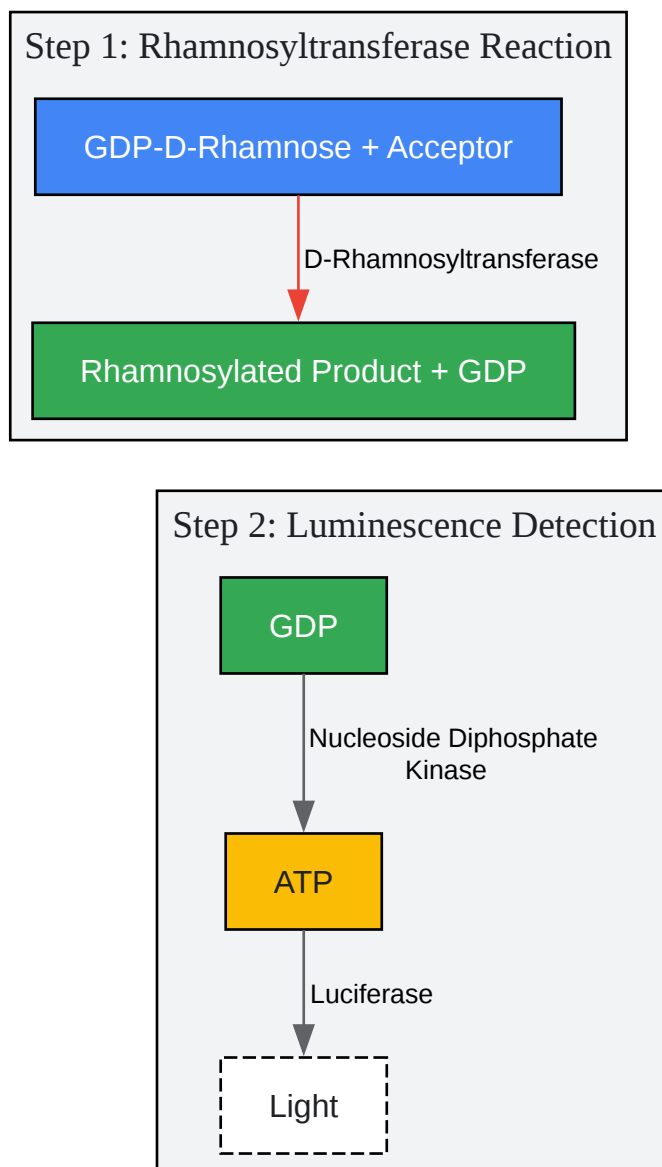 Step 1: Rhamnosyltransferase Reaction
GDP-D-Rhamnose + Acceptor
D-Rhamnosyltransferase
Rhamnosylated Product + GDP
Step 2: Luminescence Detection
GDP
Nucleoside Diphosphate
Kinase
ATP
Luciferase
Light